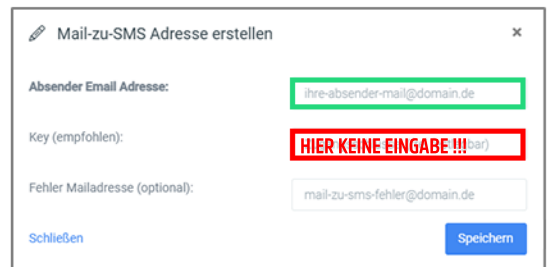 Mail-zu-SMS Adresse erstellen ×
Absender Email Adresse:
ihre-absender-mail@domain.de
Key (empfohlen):
HIER KEINE EINGABE !!! bar)
Fehler Mailadresse (optional):
mail-zu-sms-fehler@domain.de
Schließen
Speichern